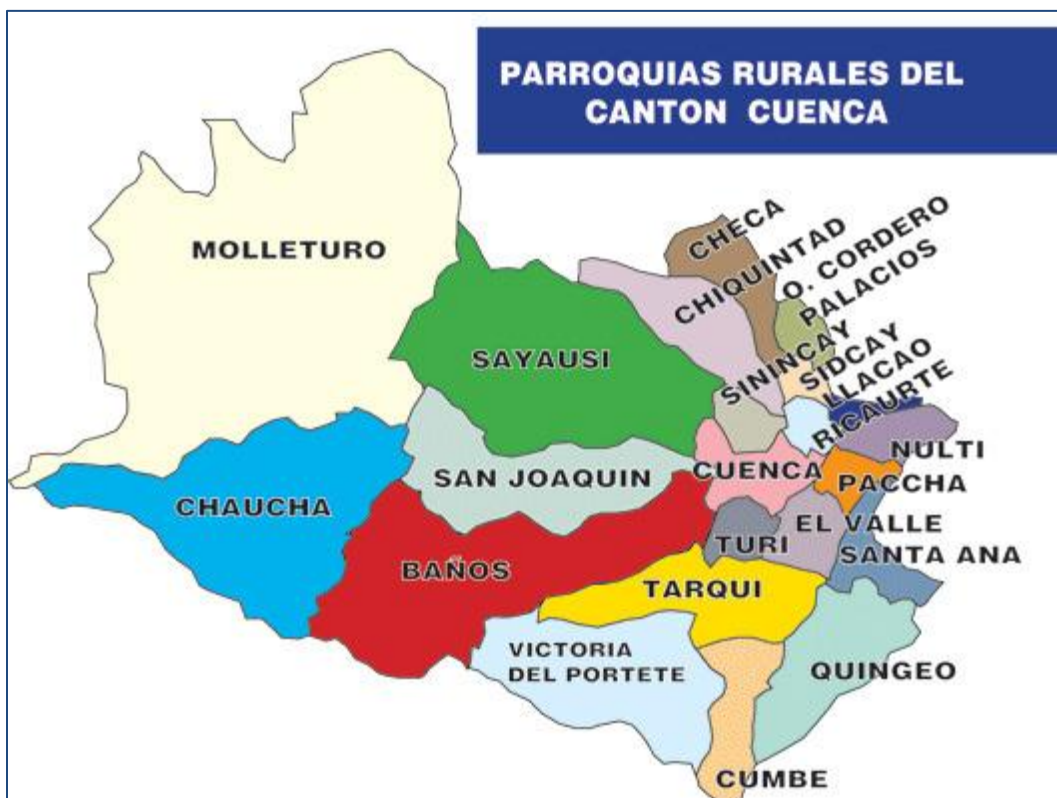 PARROQUIAS RURALES DEL
CANTON CUENCA
MOLLETURO
CHECA
CHIQUINTAD
O. CORDERO
PALACIOS
SAYAUSI
SININCAY
SIDCAY
LLACAO
RICAURTE
NULTI
SAN JOAQUIN
CUENCA
PACCHA
CHAUCHA
EL VALLE
TURI
SANTA ANA
BAÑOS
TARQUI
VICTORIA
DEL PORTETE
QUINGEO
CUMBE